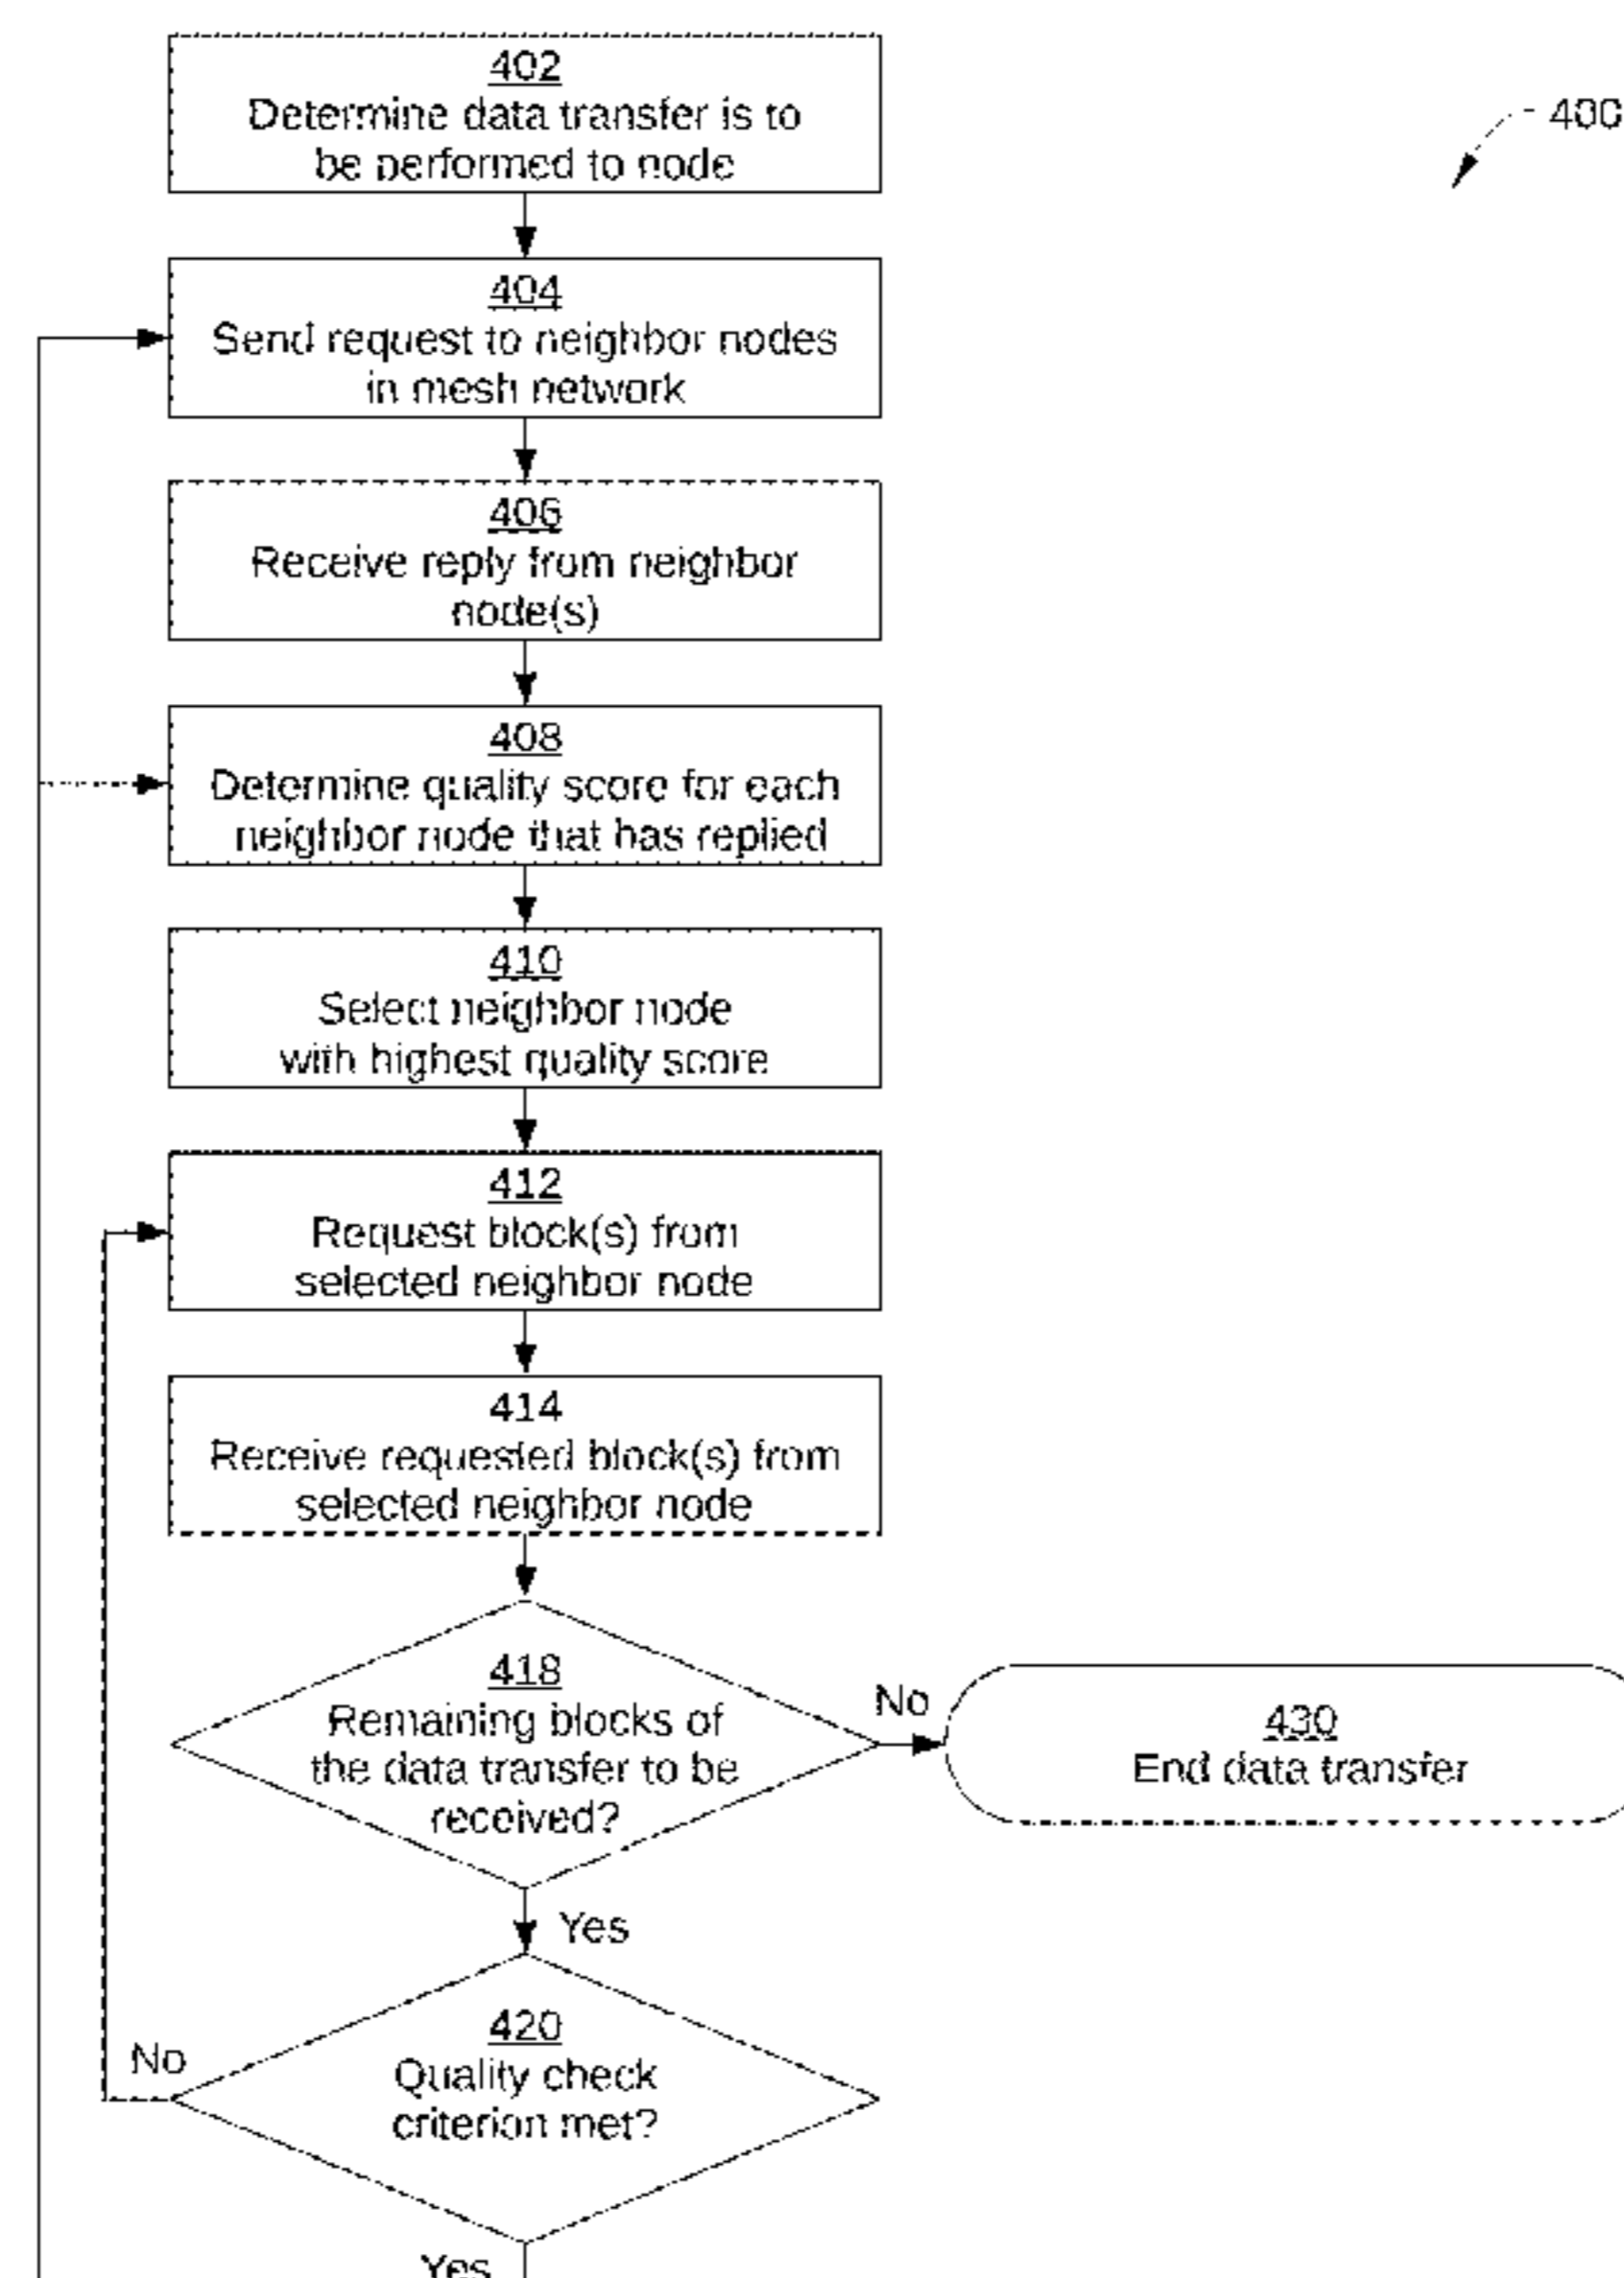 402
Determine data transfer is to
be performed to node
400
404
Send request to neighbor nodes
in mesh network
406
Receive reply from neighbor
node(s)
408
Determine quality score for each
neighbor node that has replied
410
Select neighbor node
with highest quality score
412
Request block(s) from
selected neighbor node
414
Receive requested block(s) from
selected neighbor node
418
Remaining blocks of
the data transfer to be
received?
No
430
End data transfer
Yes
420
Quality check
criterion met?
No
Yes